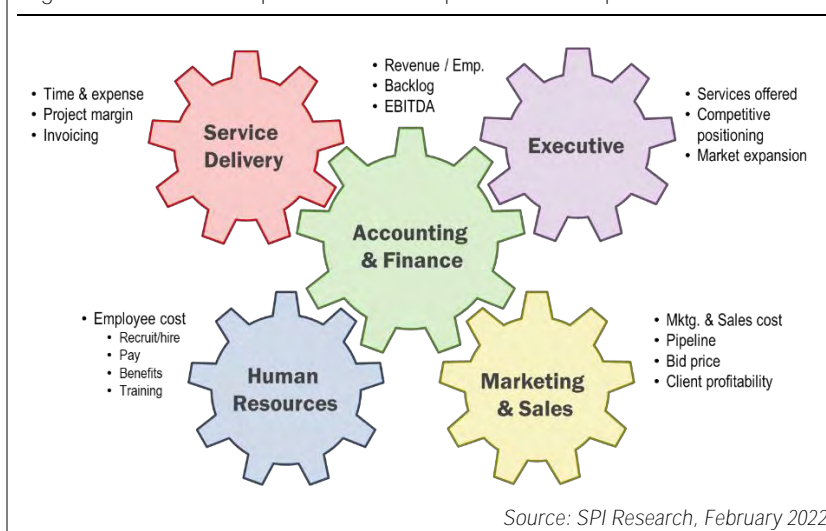 • Time & expense
• Project margin
• Invoicing
Service
Delivery
• Revenue / Emp.
• Backlog
• EBITDA
Executive
• Services offered
• Competitive
positioning
• Market expansion
Accounting
& Finance
• Employee cost
• Recruit/hire
• Pay
• Benefits
• Training
Human
Resources
Marketing
& Sales
• Mktg. & Sales cost
• Pipeline
• Bid price
• Client profitability
Source: SPI Research, February 2022